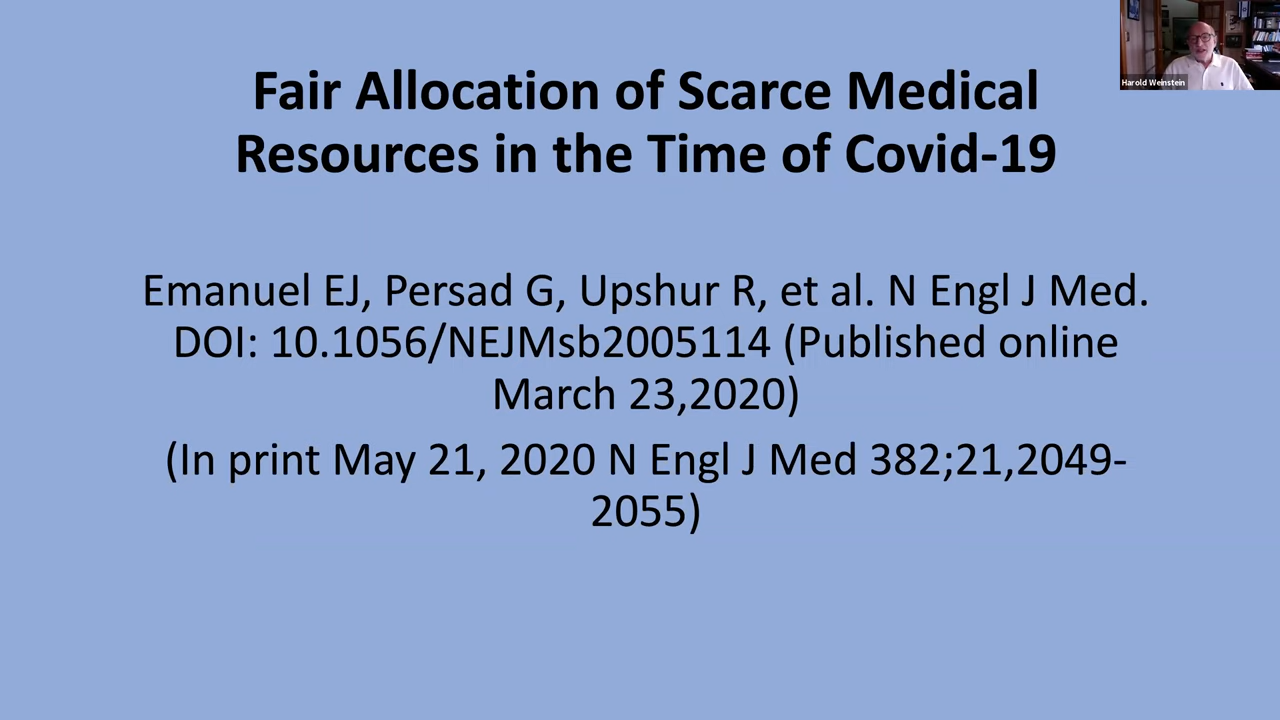 Harold Weinstein
Fair Allocation of Scarce Medical
Resources in the Time of Covid-19
Emanuel EJ, Persad G, Upshur R, et al. N Engl J Med.
DOI: 10.1056/NEJMsb2005114 (Published online
March 23,2020)
(In print May 21, 2020 N Engl J Med 382;21,2049-
2055)